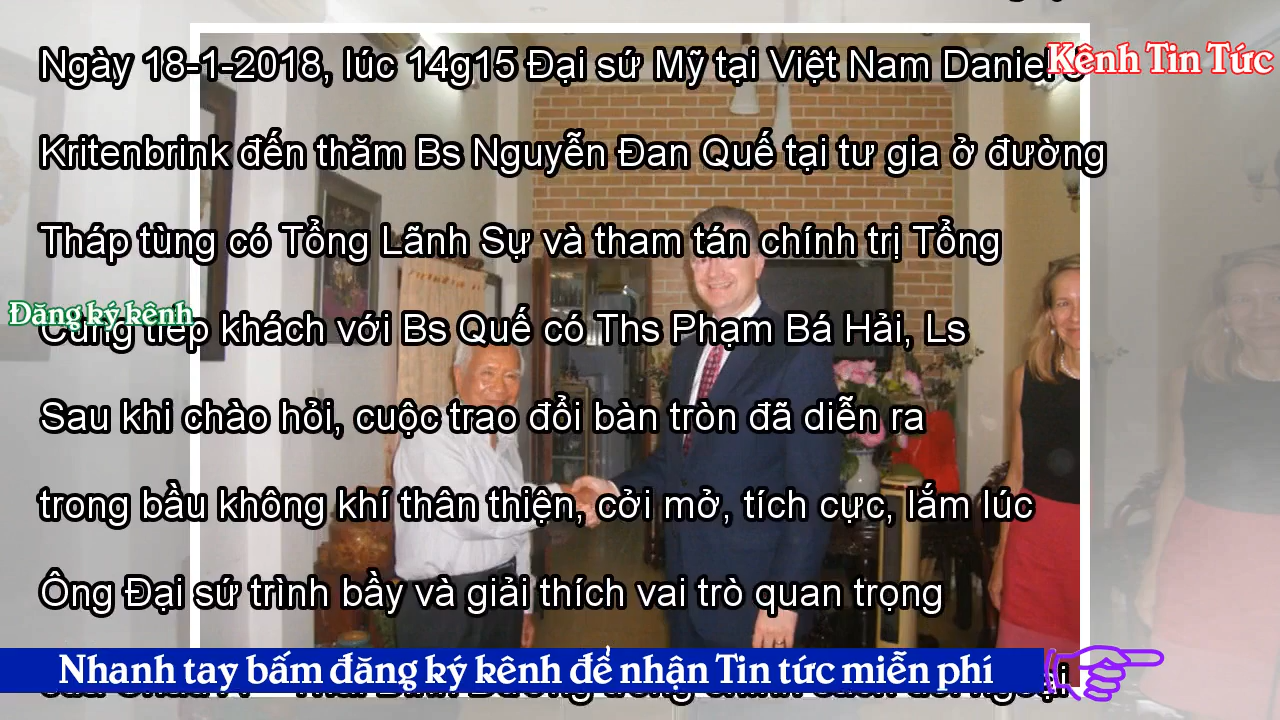 Ngày 18-1-2018, lúc 14g15 Đại sứ Mỹ tại Việt Nam Daniel
Kênh Tin Tức
Kritenbrink đến thăm Bs Nguyễn Đan Quế tại tư gia ở đường
Tháp tùng có Tổng Lãnh Sự và tham tán chính trị Tổng
Đăng ký kênh
Cùng tiếp khách với Bs Quế có Ths Phạm Bá Hải, Ls
Sau khi chào hỏi, cuộc trao đổi bàn tròn đã diễn ra
trong bầu không khí thân thiện, cởi mở, tích cực, lắm lúc
Ông Đại sứ trình bầy và giải thích vai trò quan trọng
Nhanh tay bấm đăng ký kênh để nhận Tin tức miễn phí